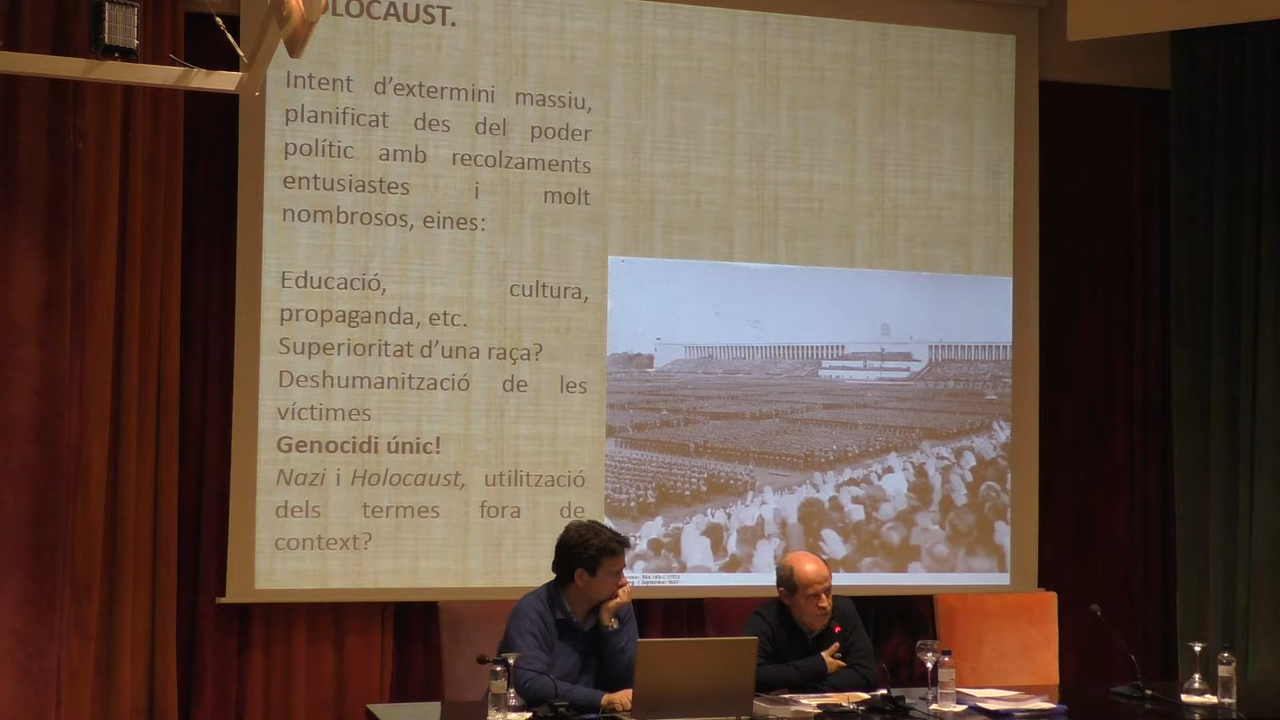 OLOCAUST.
Intent d'extermini massiu,
planificat des del poder
polític amb recolzaments
entusiastes i molt
nombrosos, eines:
Educació, cultura,
propaganda, etc.
Superioritat d'una raça?
Deshumanització de les
víctimes
Genocidi únic!
Nazi i Holocaust, utilització
dels termes fora de
context?